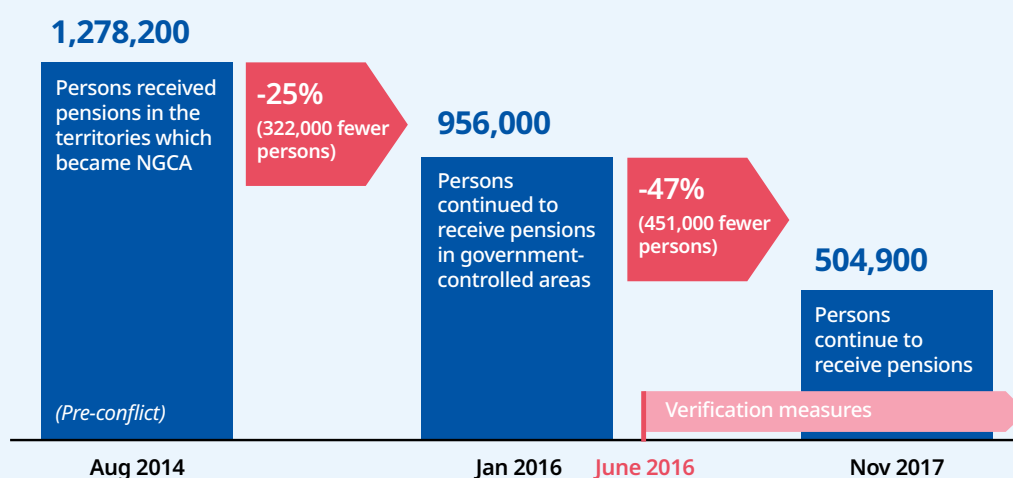 1,278,200
Persons received
pensions in the
territories which
became NGCA
(Pre-conflict)
-25%
(322,000 fewer
persons)
956,000
Persons
continued to
receive pensions
in government-
controlled areas
-47%
(451,000 fewer
persons)
504,900
Persons
continue to
receive pensions
Verification measures
Aug 2014
Jan 2016
June 2016
Nov 2017